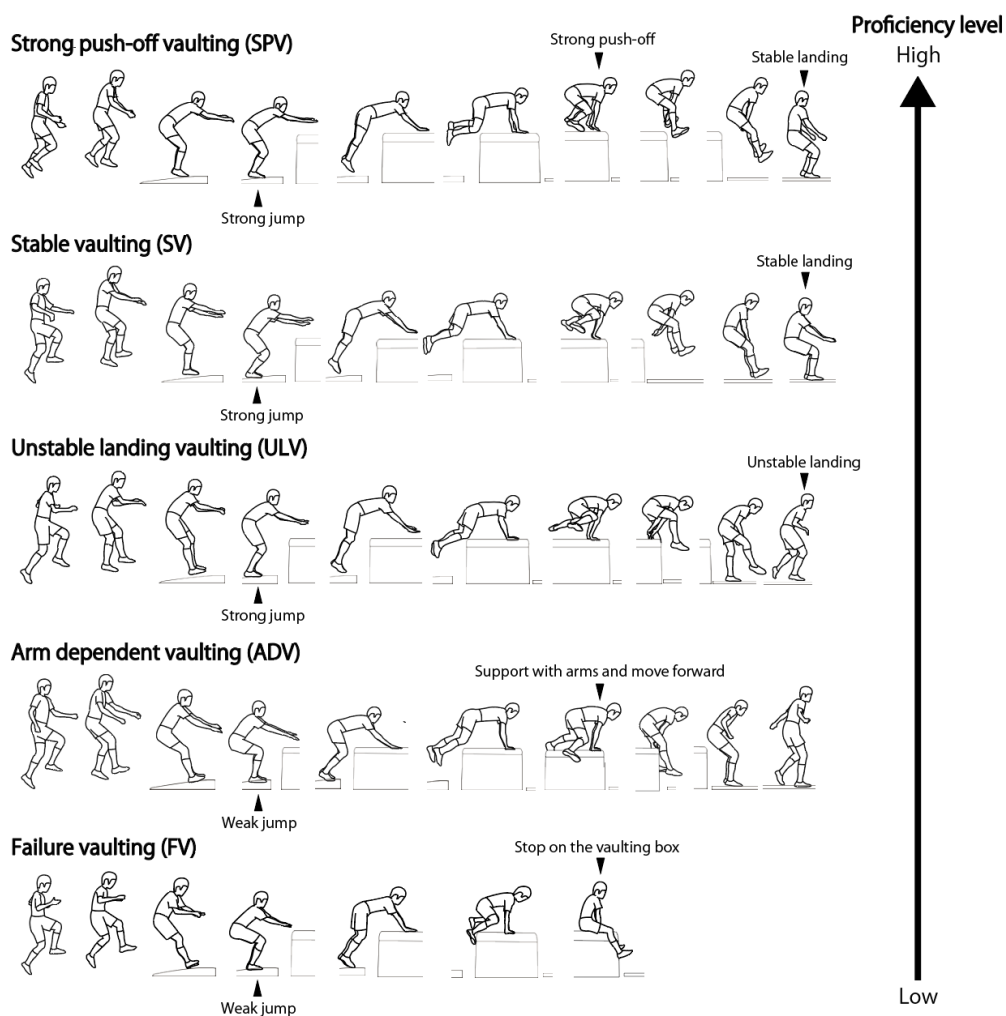 Proficiency level
High
Strong push-off vaulting (SPV)
Strong push-off
Stable landing
Strong jump
Stable vaulting (SV)
Stable landing
Strong jump
Unstable landing vaulting (ULV)
Unstable landing
Strong jump
Arm dependent vaulting (ADV)
Support with arms and move forward
Weak jump
Failure vaulting (FV)
Stop on the vaulting box
Weak jump
Low